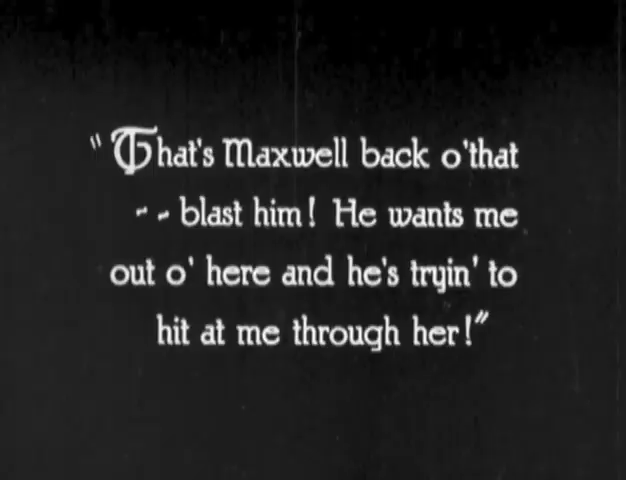 "That's Maxwell back o'that
-- blast him! He wants me
out o' here and he's tryin' to
hit at me through her!"